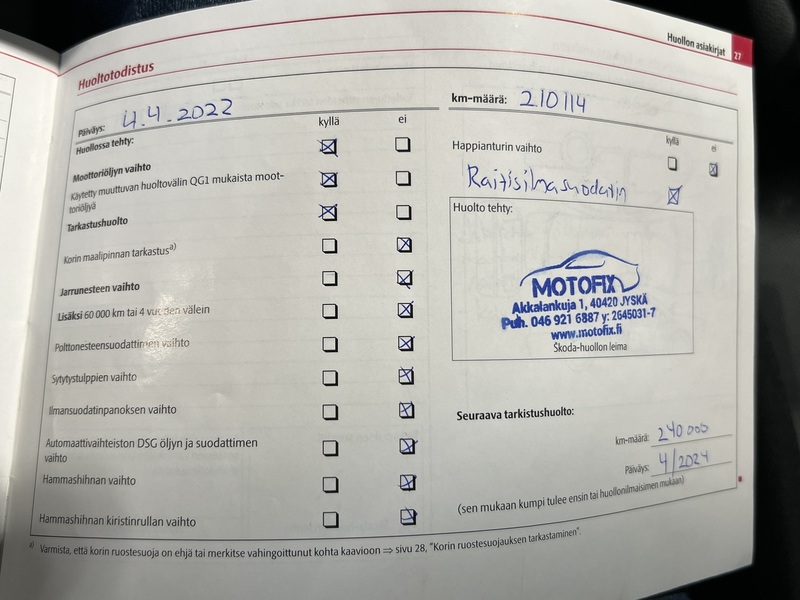 Huollon asiakirjat 27
Huoltotodistus
Päiväys: 4.4.2022
Huollossa tehty:
kyllä ei
Moottoriöljyn vaihto
Käytetty muuttuvan huoltovälin QG1 mukaista moot-
toriöljyä
Tarkastushuolto
Korin maalipinnan tarkastus a)
Jarrunesteen vaihto
Lisäksi 60 000 km tai 4 vuoden välein
Polttonesteensuodattimen vaihto
Sytytystulppien vaihto
Ilmansuodatinpanoksen vaihto
Automaattivaihteiston DSG öljyn ja suodattimen
vaihto
Hammashihnan vaihto
Hammashihnan kiristinrullan vaihto
km-määrä: 210114
kyllä ei
Happianturin vaihto
Raitisilmasuodatin
Huolto tehty:
MOTOFIX
Akkalankuja 1, 40420 JYSKÄ
Puh. 046 921 6887 y: 2645031-7
www.motofix.fi
Škoda-huollon leima
Seuraava tarkistushuolto:
km-määrä: 240 000
Päiväys: 4/2024
(sen mukaan kumpi tulee ensin tai huollonilmaisimen mukaan)
a) Varmista, että korin ruostesuoja on ehjä tai merkitse vahingoittunut kohta kaavioon ⇒ sivu 28, "Korin ruostesuojauksen tarkastaminen".